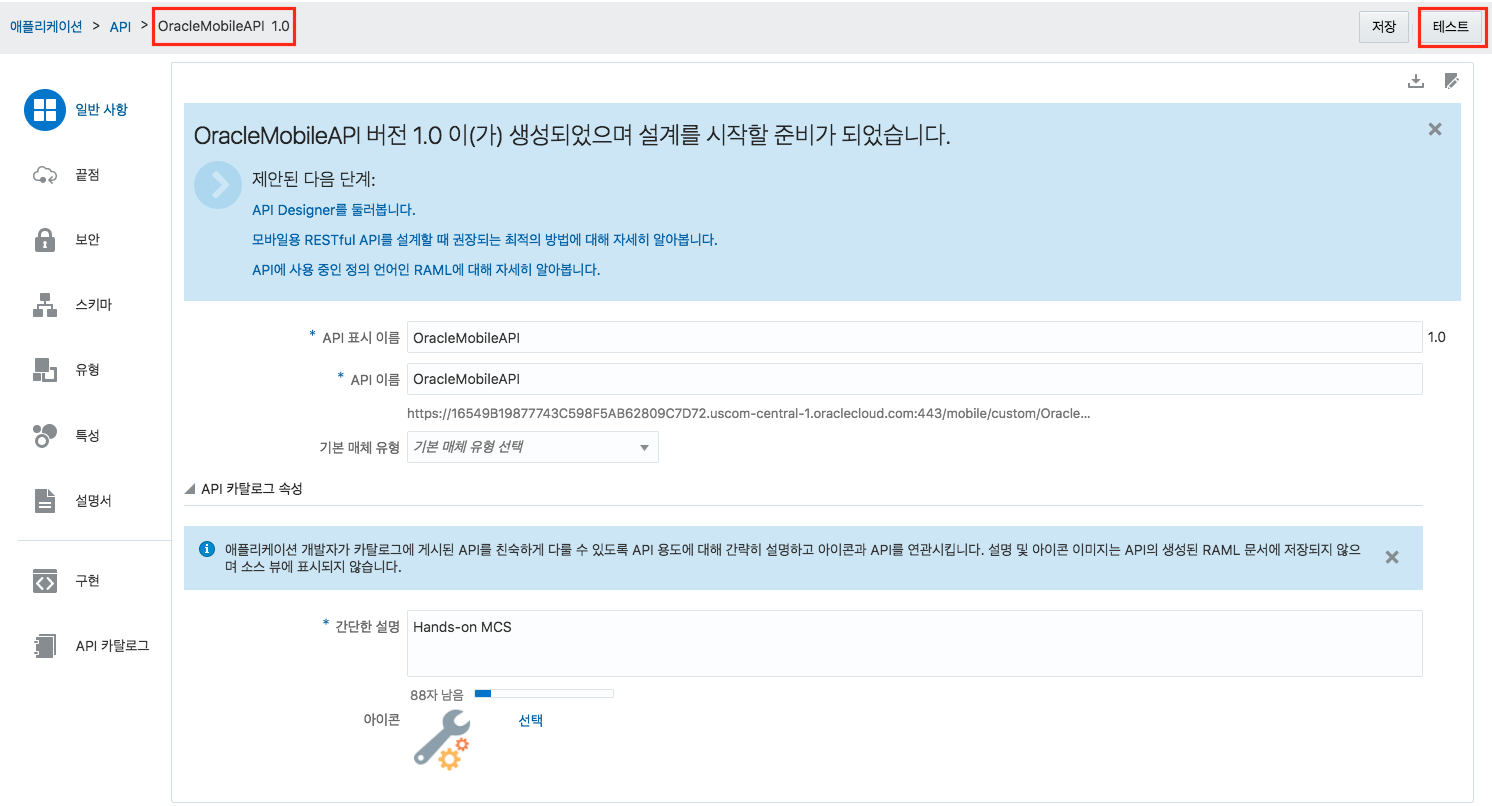 애플리케이션 > API > OracleMobileAPI 1.0
저장
테스트
일반 사항
끝점
보안
스키마
유형
특성
설명서
구현
API 카탈로그
OracleMobileAPI 버전 1.0 이(가) 생성되었으며 설계를 시작할 준비가 되었습니다.
제안된 다음 단계:
API Designer를 둘러봅니다.
모바일용 RESTful API를 설계할 때 권장되는 최적의 방법에 대해 자세히 알아봅니다.
API에 사용 중인 정의 언어인 RAML에 대해 자세히 알아봅니다.
* API 표시 이름 OracleMobileAPI 1.0
* API 이름 OracleMobileAPI
https://16549B19877743C598F5AB62809C7D72.uscom-central-1.oraclecloud.com:443/mobile/custom/Oracle...
기본 매체 유형 기본 매체 유형 선택
API 카탈로그 속성
애플리케이션 개발자가 카탈로그에 게시된 API를 친숙하게 다룰 수 있도록 API 용도에 대해 간략히 설명하고 아이콘과 API를 연관시킵니다. 설명 및 아이콘 이미지는 API의 생성된 RAML 문서에 저장되지 않으
며 소스 뷰에 표시되지 않습니다.
* 간단한 설명 Hands-on MCS
88자 남음
아이콘 선택